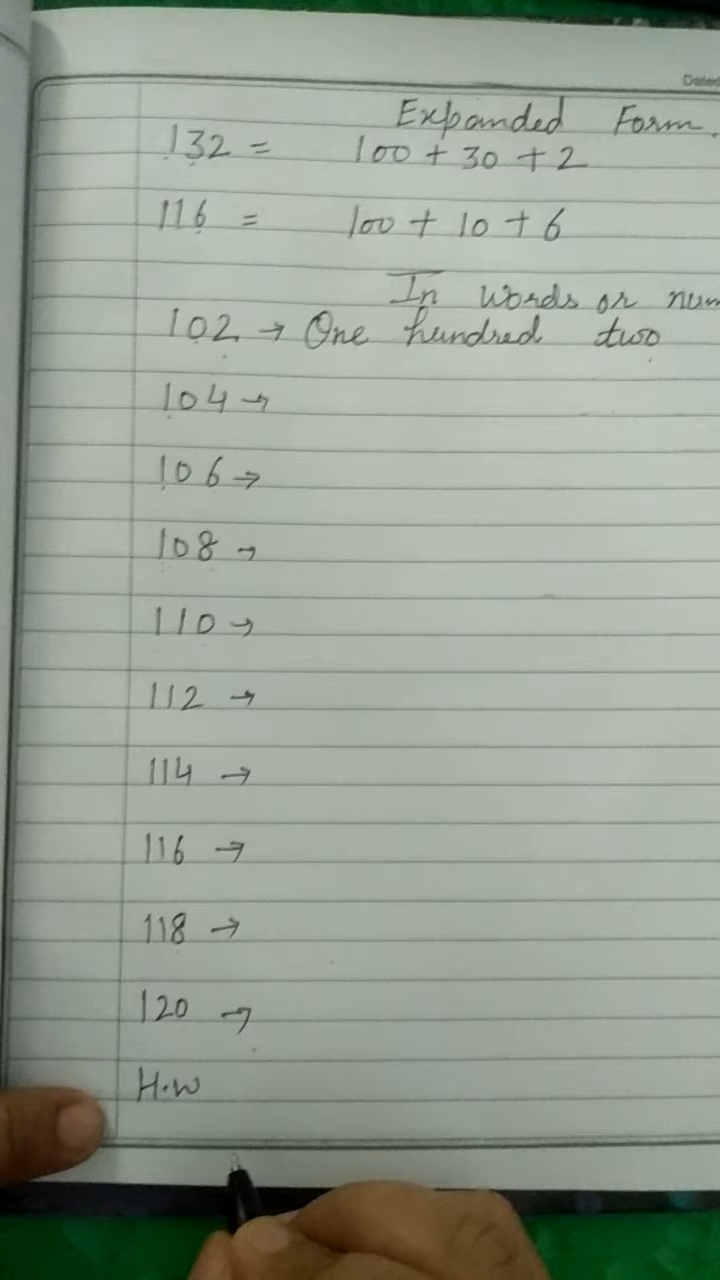 Expanded Form.
132 = 100 + 30 + 2
116 = 100 + 10 + 6
In words or
102 → One hundred two
104 →
106 →
108 →
110 →
112 →
114 →
116 →
118 →
120 →
H.W